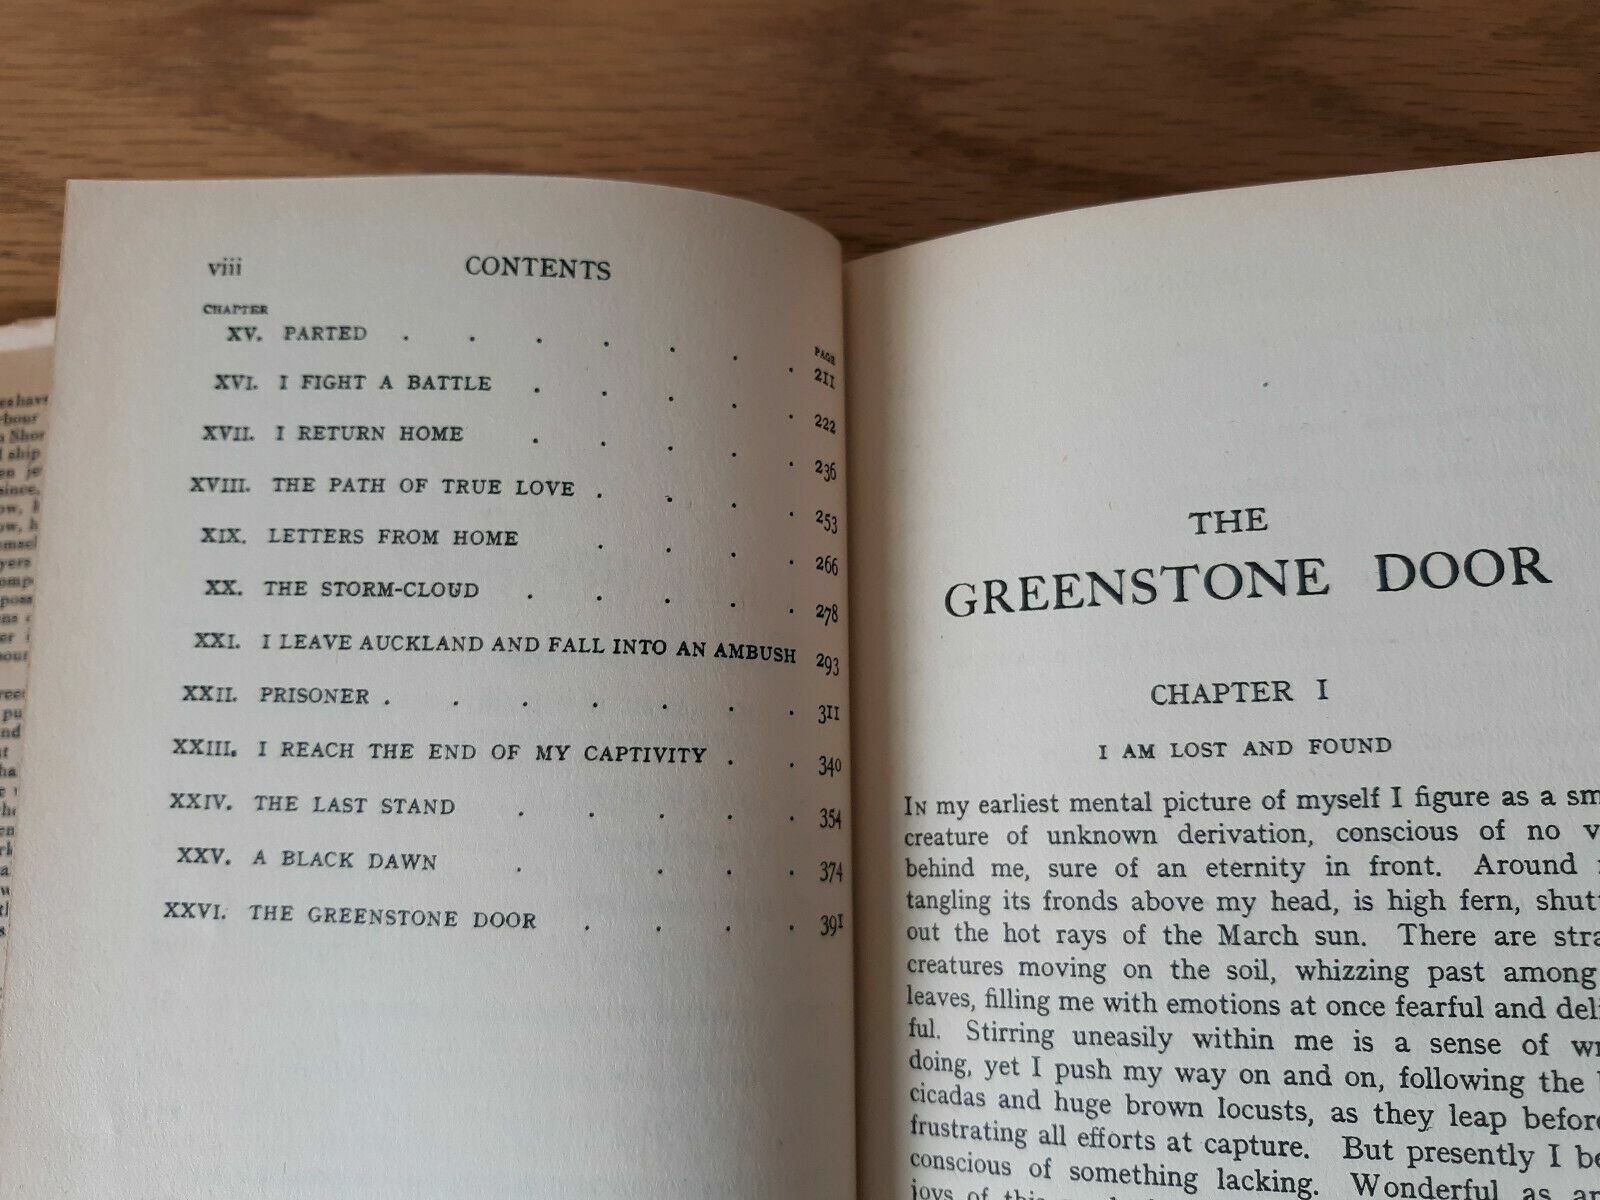 viii CONTENTS
CHAPTER
PAGE
XV. PARTED . . . . . . . 211
XVI. I FIGHT A BATTLE . . . . . 222
XVII. I RETURN HOME . . . . . 236
XVIII. THE PATH OF TRUE LOVE . . . 253
XIX. LETTERS FROM HOME . . . . 266
XX. THE STORM-CLOUD . . . . . 278
XXI. I LEAVE AUCKLAND AND FALL INTO AN AMBUSH 293
XXII. PRISONER . . . . . . . 311
XXIII. I REACH THE END OF MY CAPTIVITY . . 340
XXIV. THE LAST STAND . . . . . 354
XXV. A BLACK DAWN . . . . 374
XXVI. THE GREENSTONE DOOR . . . . 391
THE
GREENSTONE DOOR
CHAPTER I
I AM LOST AND FOUND
IN my earliest mental picture of myself I figure as a sm
creature of unknown derivation, conscious of no v
behind me, sure of an eternity in front. Around
tangling its fronds above my head, is high fern, shutt
out the hot rays of the March sun. There are stra
creatures moving on the soil, whizzing past among
leaves, filling me with emotions at once fearful and deli
ful. Stirring uneasily within me is a sense of wr
doing, yet I push my way on and on, following the
cicadas and huge brown locusts, as they leap before
frustrating all efforts at capture. But presently I be
conscious of something lacking. Wonderful as
joys of